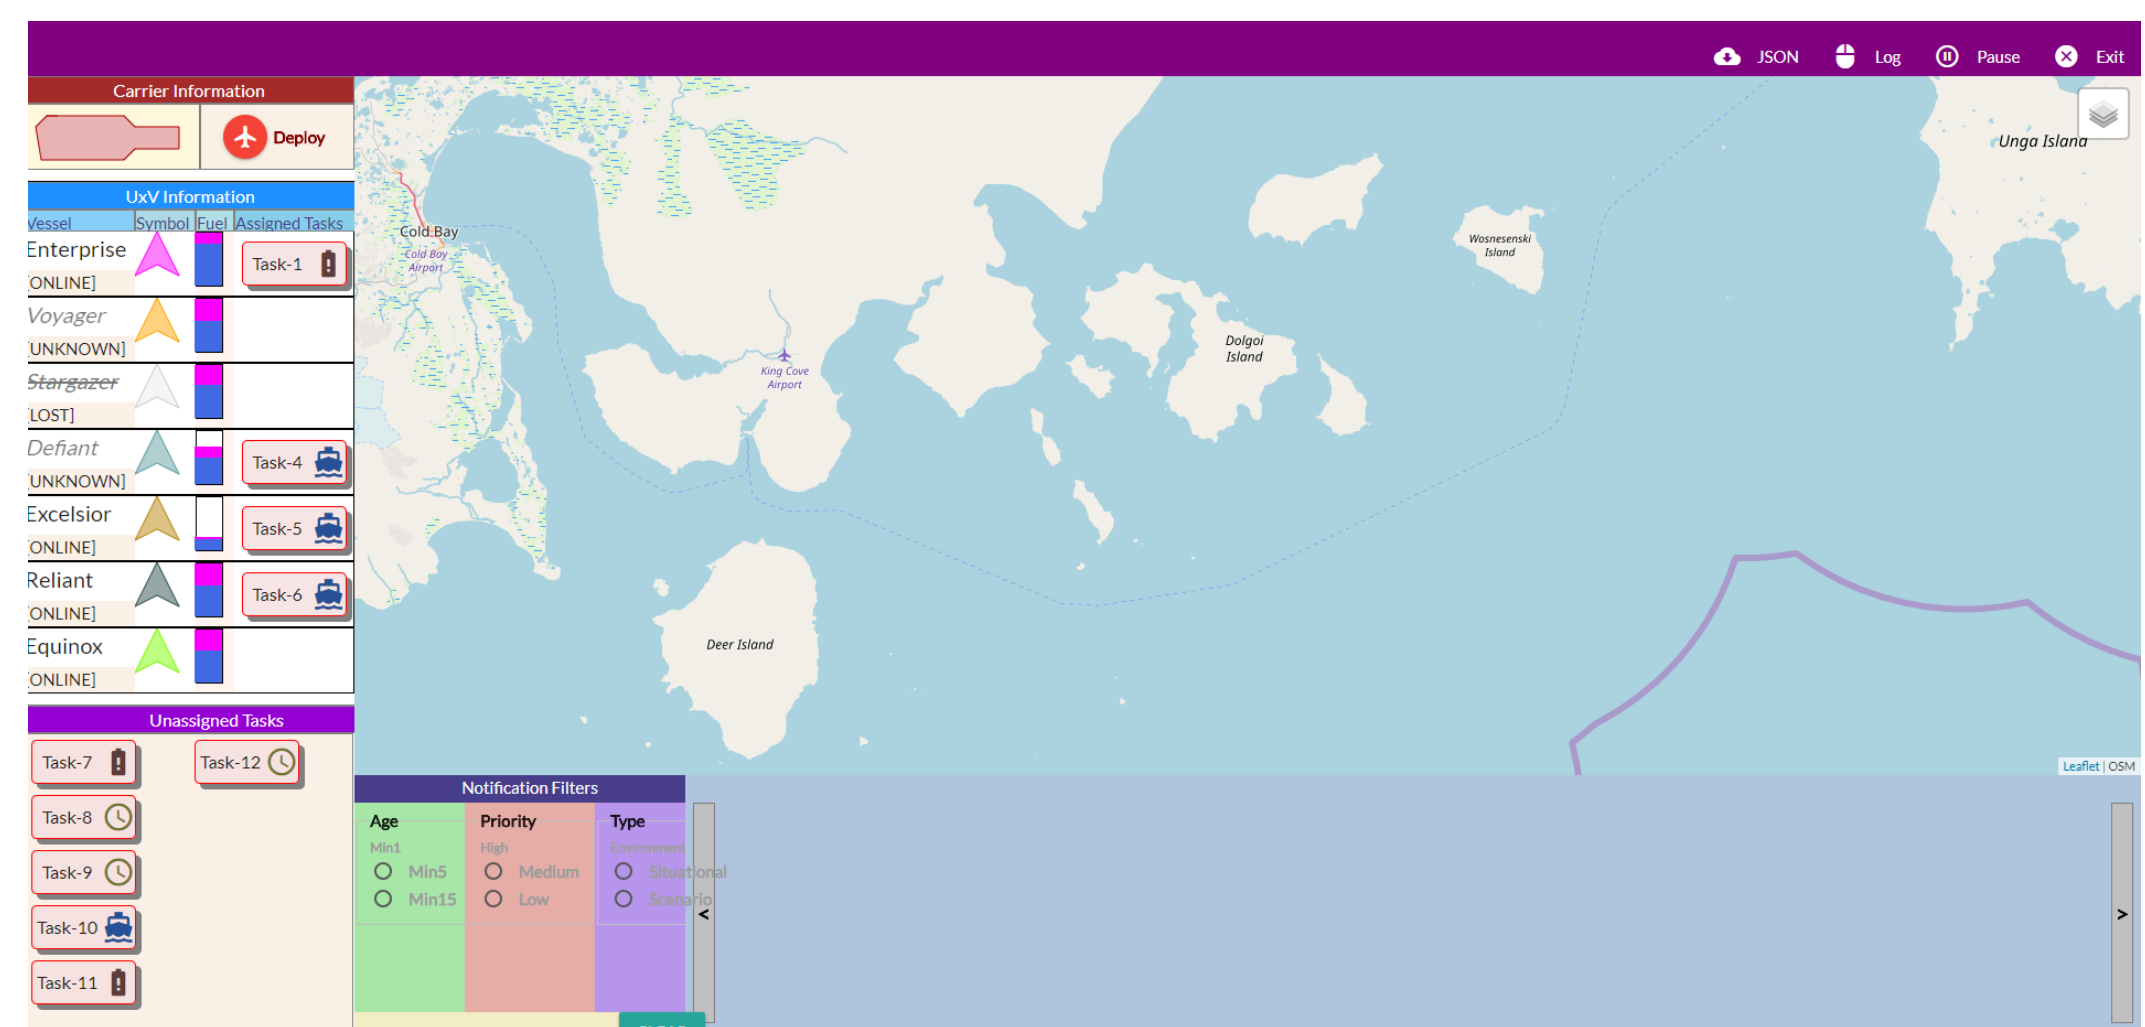 JSON Log Pause Exit
Carrier Information
Deploy
UxV Information
Vessel Symbol Fuel Assigned Tasks
Enterprise
[ONLINE]
Task-1
Voyager
[UNKNOWN]
Stargazer
[LOST]
Defiant
[UNKNOWN]
Task-4
Excelsior
[ONLINE]
Task-5
Reliant
[ONLINE]
Task-6
Equinox
[ONLINE]
Unassigned Tasks
Task-7 Task-12
Task-8
Task-9
Task-10
Task-11
Cold Bay
Cold Bay
Airport
King Cove
Airport
Deer Island
Dolgoi
Island
Wosnesenski
Island
Unga Island
Leaflet | OSM
Notification Filters
Age Priority Type
Min1 High Environment
Min5 Medium Situational
Min15 Low Scenario
<
>